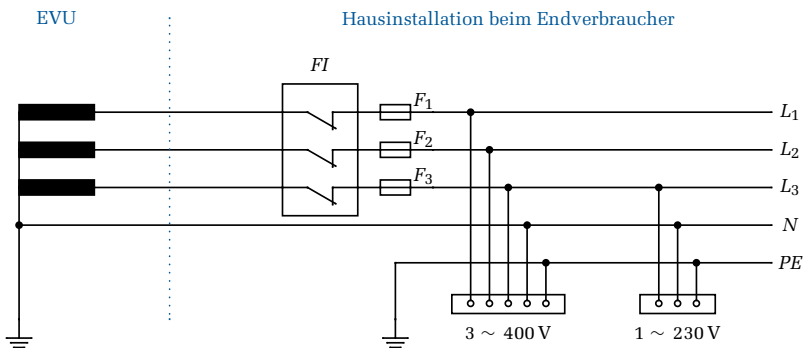 EVU
Hausinstallation beim Endverbraucher
FI
F₁
L₁
F₂
L₂
F₃
L₃
N
PE
3 ∼ 400 V
1 ∼ 230 V